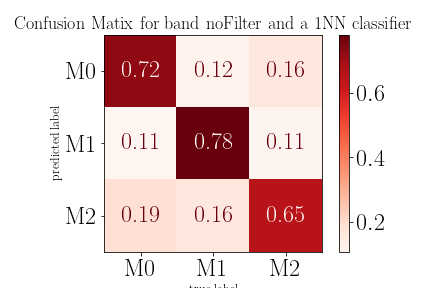 Confusion Matix for band noFilter and a 1NN classifier
M0 0.72 0.12 0.16
M1 0.11 0.78 0.11
M2 0.19 0.16 0.65
M0 M1 M2
predicted label
true label
0.6
0.4
0.2